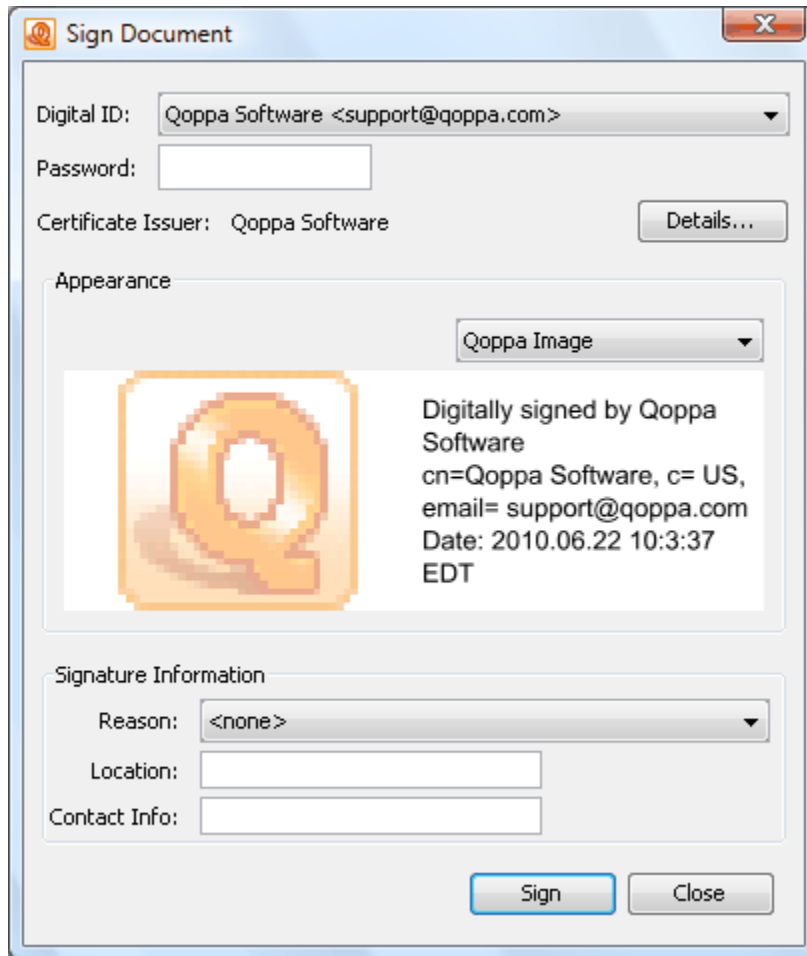 Sign Document
Digital ID: Qoppa Software <support@qoppa.com>
Password:
Certificate Issuer: Qoppa Software Details...
Appearance
Qoppa Image
Digitally signed by Qoppa
Software
cn=Qoppa Software, c= US,
email= support@qoppa.com
Date: 2010.06.22 10:3:37
EDT
Signature Information
Reason: <none>
Location:
Contact Info:
Sign Close